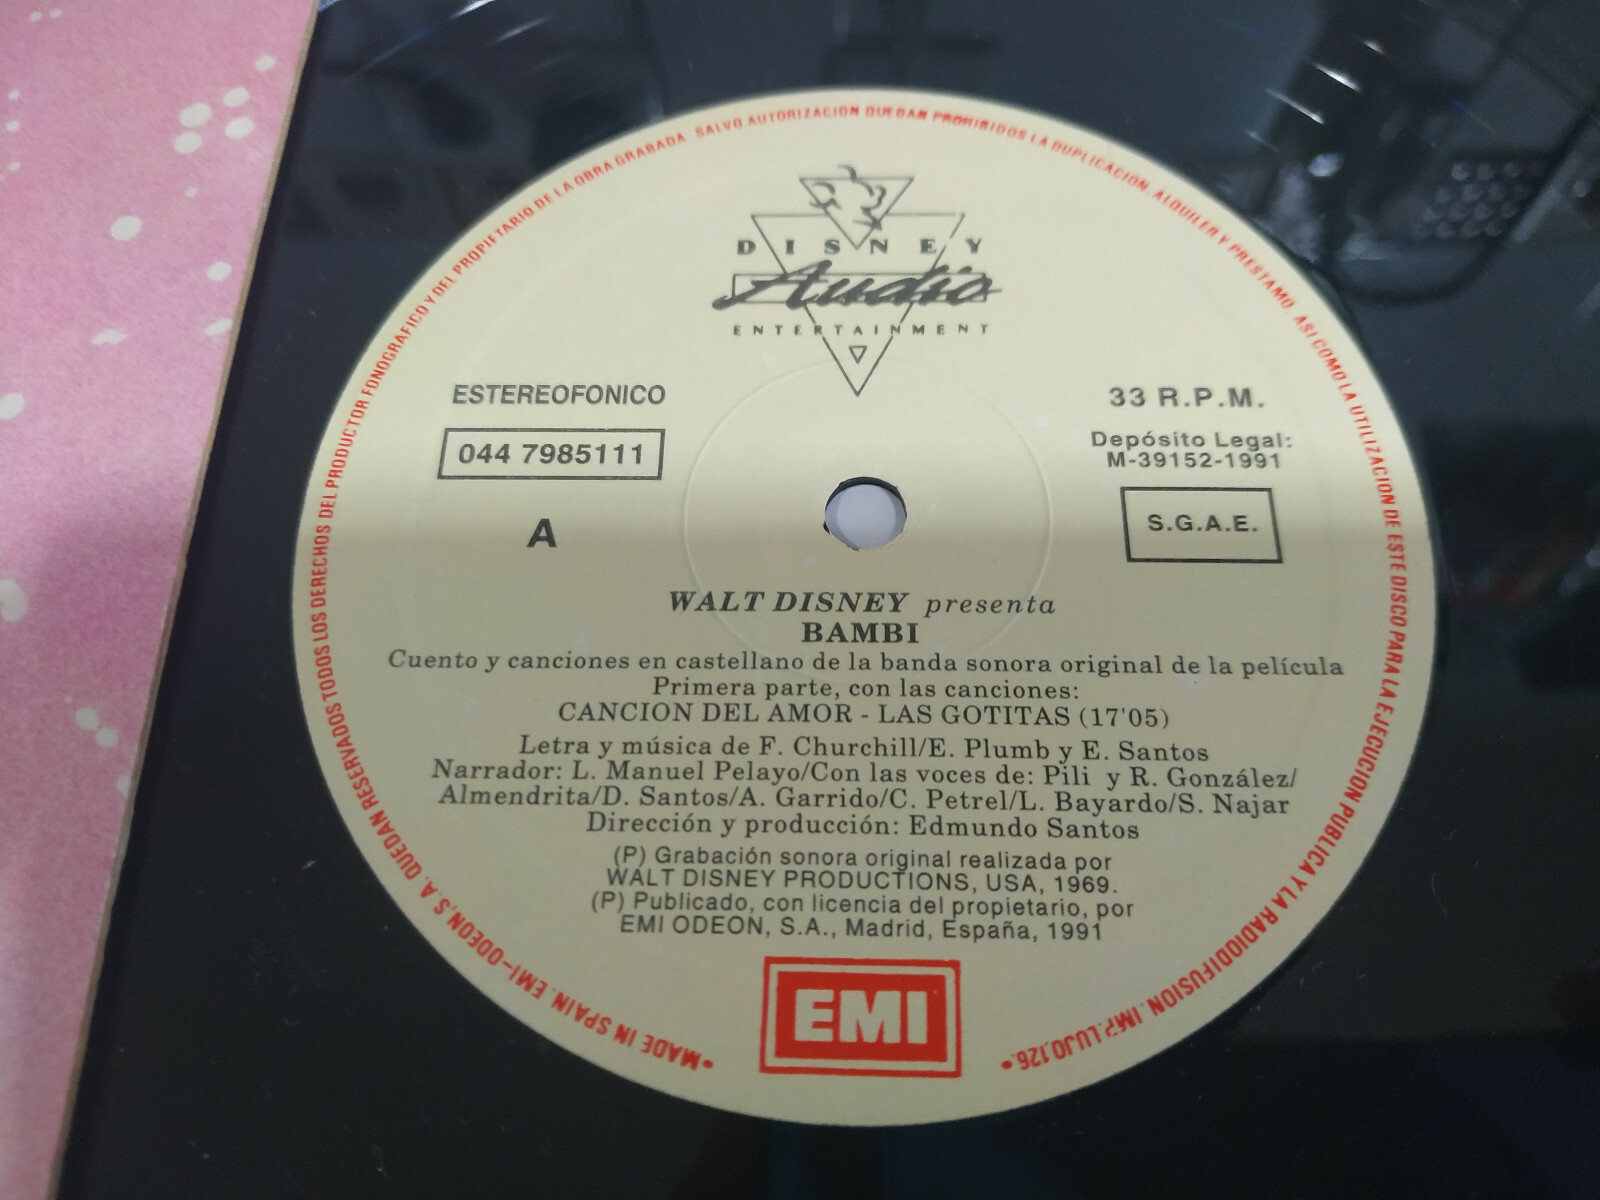 DISNEY
Audio
ENTERTAINMENT
ESTEREOFONICO
33 R.P.M.
044 7985111
Depósito Legal:
M-39152-1991
A
S.G.A.E.
WALT DISNEY presenta
BAMBI
Cuento y canciones en castellano de la banda sonora original de la película
Primera parte, con las canciones:
CANCION DEL AMOR - LAS GOTITAS (17'05)
Letra y música de F. Churchill/E. Plumb y E. Santos
Narrador: L. Manuel Pelayo/Con las voces de: Pili y R. González/
Almendrita/D. Santos/A. Garrido/C. Petrel/L. Bayardo/S. Najar
Dirección y producción: Edmundo Santos
(P) Grabación sonora original realizada por
WALT DISNEY PRODUCTIONS, USA, 1969.
(P) Publicado, con licencia del propietario, por
EMI ODEON, S.A., Madrid, España, 1991
EMI
• MADE IN SPAIN. EMI-ODEON, S.A. QUEDAN RESERVADOS TODOS LOS DERECHOS DEL PRODUCTOR FONOGRAFICO Y DEL PROPIETARIO DE LA OBRA GRABADA. SALVO AUTORIZACION QUEDAN PROHIBIDOS LA DUPLICACION, ALQUILER Y PRESTAMO, ASI COMO LA UTILIZACION DE ESTE DISCO PARA LA EJECUCION PUBLICA Y LA RADIODIFUSION. IMP. LUJO, 126. •